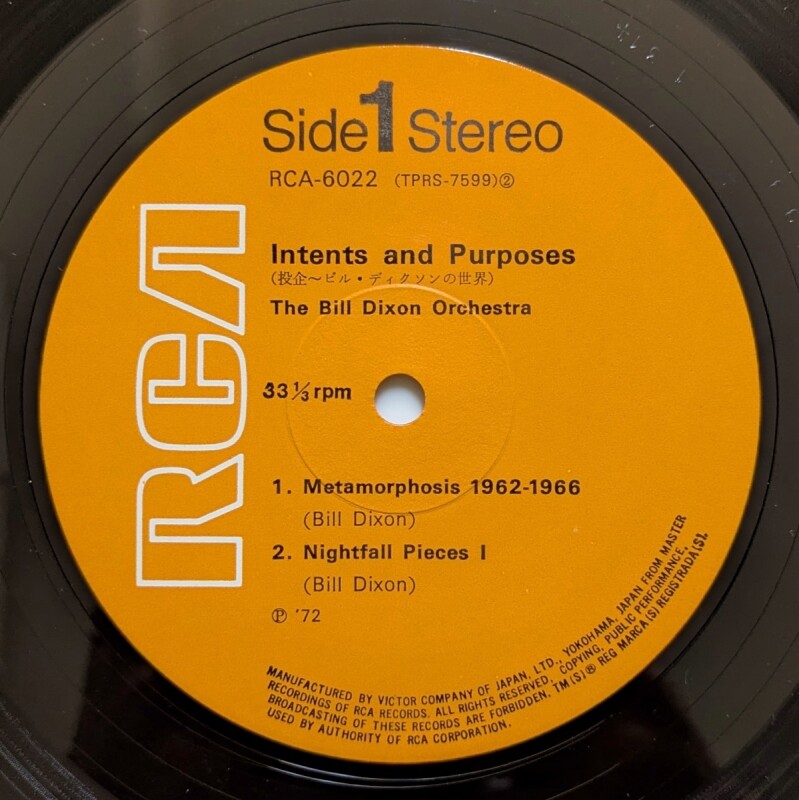 Side 1 Stereo
RCA-6022 (TPRS-7599)②
Intents and Purposes
(投企〜ビル・ディクソンの世界)
The Bill Dixon Orchestra
RCA
33 1/3 rpm
1. Metamorphosis 1962-1966
(Bill Dixon)
2. Nightfall Pieces I
(Bill Dixon)
Ⓟ '72
MANUFACTURED BY VICTOR COMPANY OF JAPAN, LTD., YOKOHAMA, JAPAN FROM MASTER
RECORDINGS OF RCA RECORDS. ALL RIGHTS RESERVED, COPYING, PUBLIC PERFORMANCE,
BROADCASTING OF THESE RECORDS ARE FORBIDDEN. TM(S)® REG MARCA(S) REGISTRADA(S).
USED BY AUTHORITY OF RCA CORPORATION.